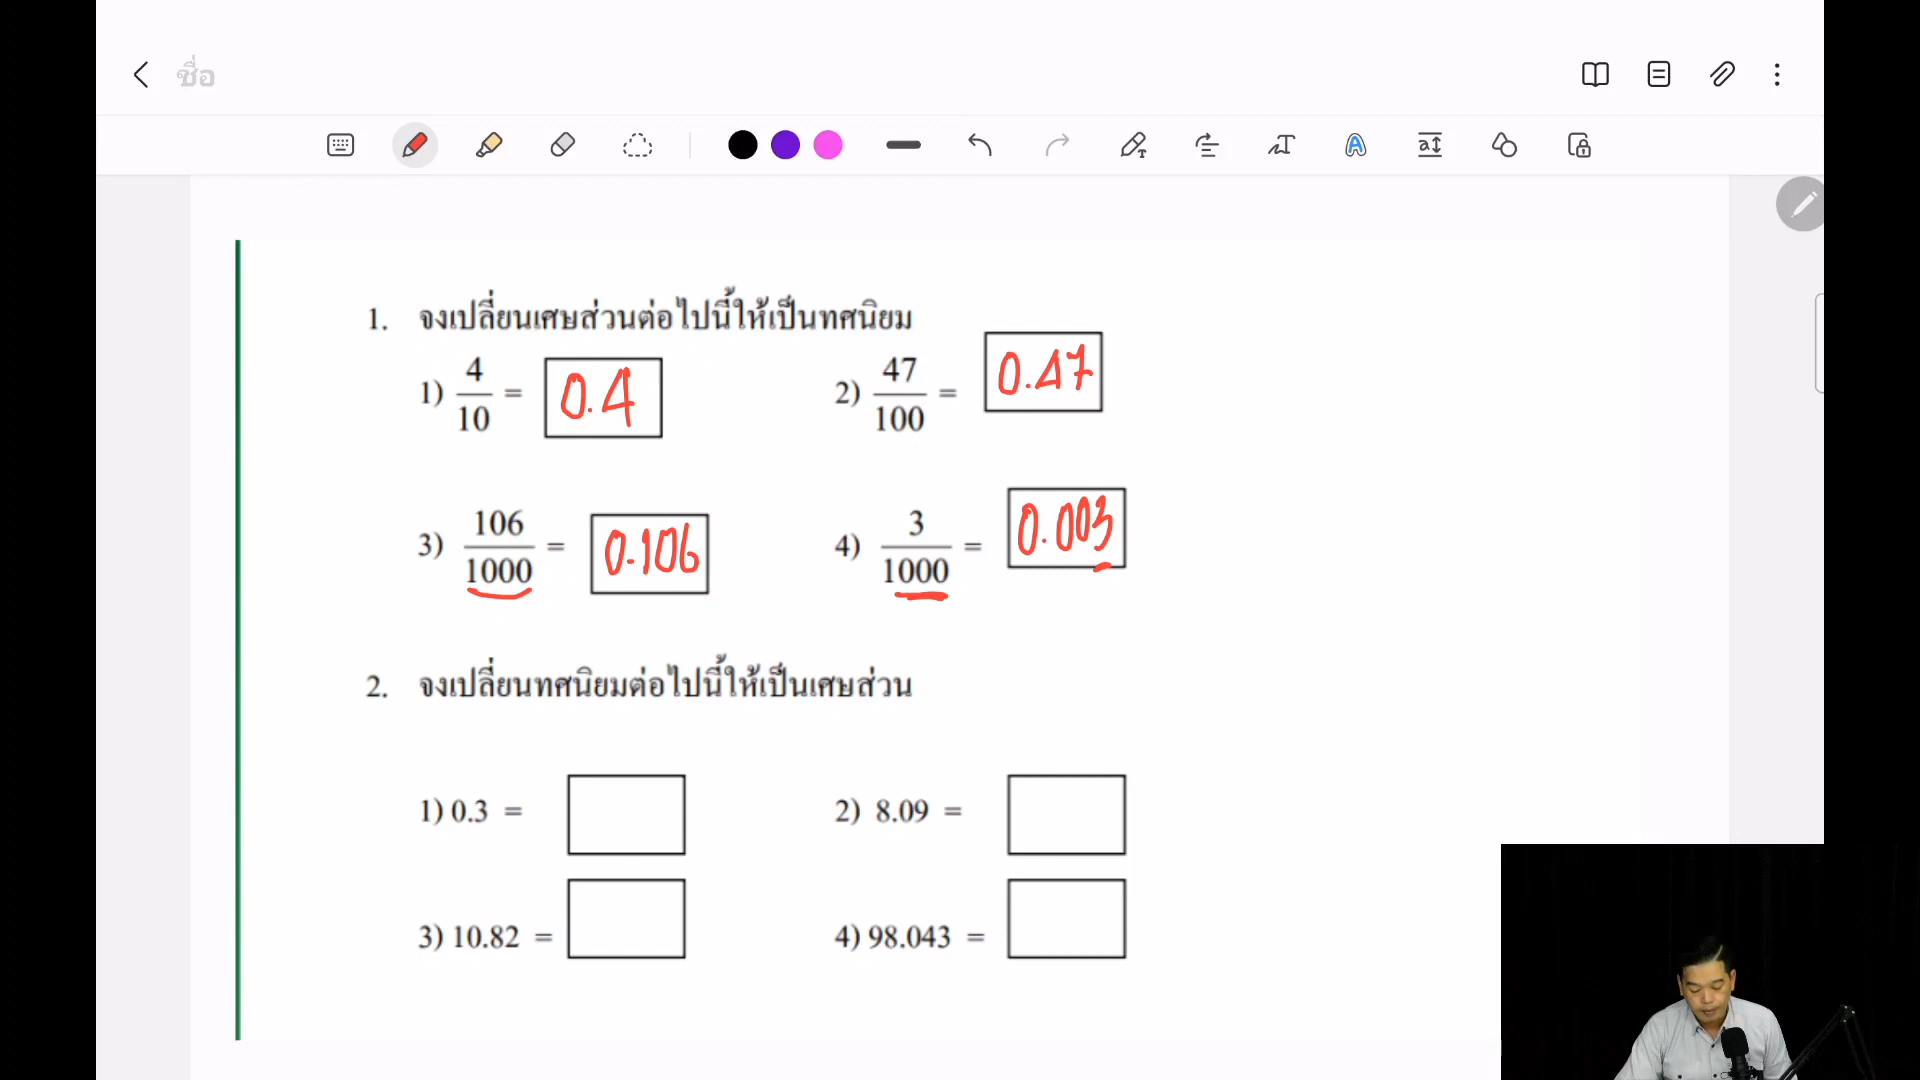 ชื่อ
1. จงเปลี่ยนเศษส่วนต่อไปนี้ให้เป็นทศนิยม
1) 4/10 = 0.4 2) 47/100 = 0.47
3) 106/1000 = 0.106 4) 3/1000 = 0.003
2. จงเปลี่ยนทศนิยมต่อไปนี้ให้เป็นเศษส่วน
1) 0.3 = 2) 8.09 =
3) 10.82 = 4) 98.043 =